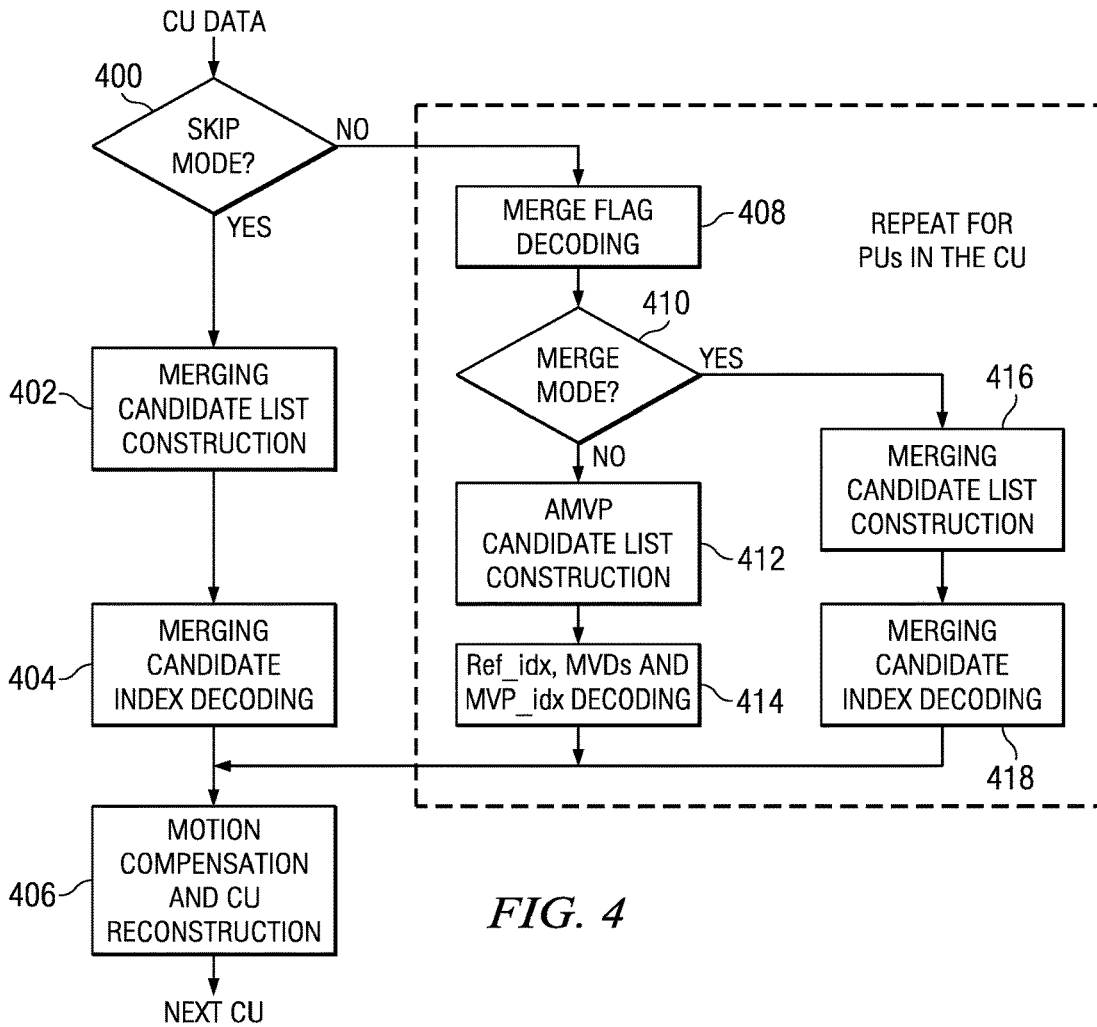 CU DATA
400
SKIP
MODE?
NO
YES
402
MERGING
CANDIDATE LIST
CONSTRUCTION
404
MERGING
CANDIDATE
INDEX DECODING
406
MOTION
COMPENSATION
AND CU
RECONSTRUCTION
NEXT CU
MERGE FLAG
DECODING
408
REPEAT FOR
PUs IN THE CU
410
MERGE
MODE?
YES
NO
AMVP
CANDIDATE LIST
CONSTRUCTION
412
Ref_idx, MVDs AND
MVP_idx DECODING
414
416
MERGING
CANDIDATE LIST
CONSTRUCTION
MERGING
CANDIDATE
INDEX DECODING
418
FIG. 4